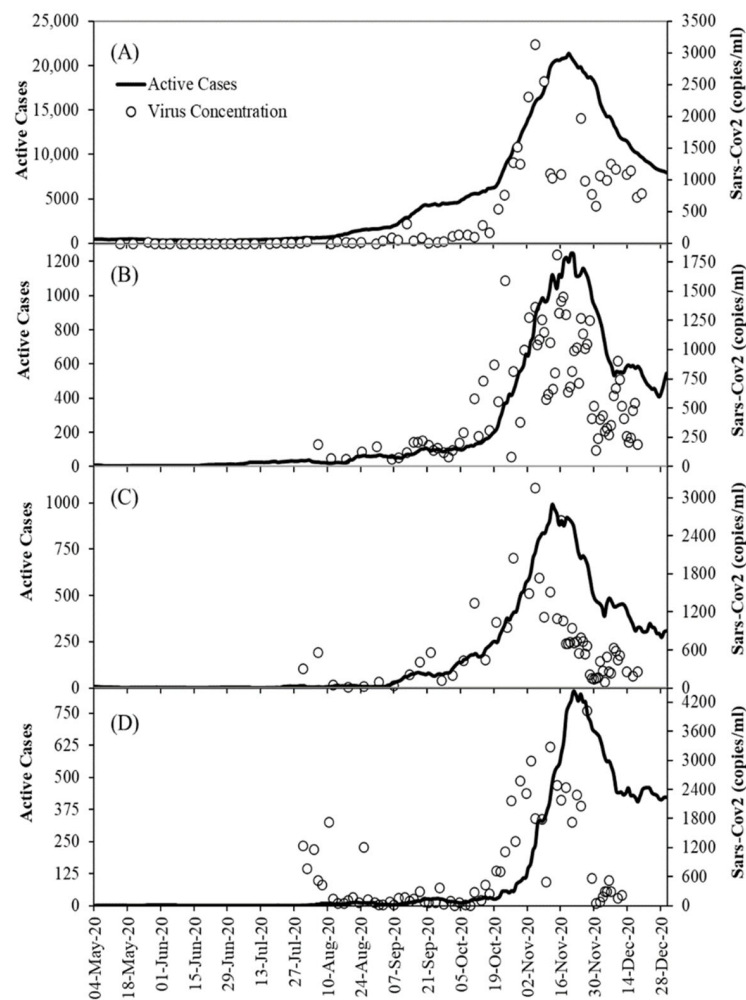 (A)
Active Cases
Virus Concentration
Active Cases
25,000
20,000
15,000
10,000
5000
0
Sars-Cov2 (copies/ml)
3500
3000
2500
2000
1500
1000
500
0
(B)
Active Cases
1200
1000
800
600
400
200
0
Sars-Cov2 (copies/ml)
1750
1500
1250
1000
750
500
250
0
(C)
Active Cases
1000
750
500
250
0
Sars-Cov2 (copies/ml)
3000
2400
1800
1200
600
0
(D)
Active Cases
750
625
500
375
250
125
0
Sars-Cov2 (copies/ml)
4200
3600
3000
2400
1800
1200
600
0
04-May-20
18-May-20
01-Jun-20
15-Jun-20
29-Jun-20
13-Jul-20
27-Jul-20
10-Aug-20
24-Aug-20
07-Sep-20
21-Sep-20
05-Oct-20
19-Oct-20
02-Nov-20
16-Nov-20
30-Nov-20
14-Dec-20
28-Dec-20